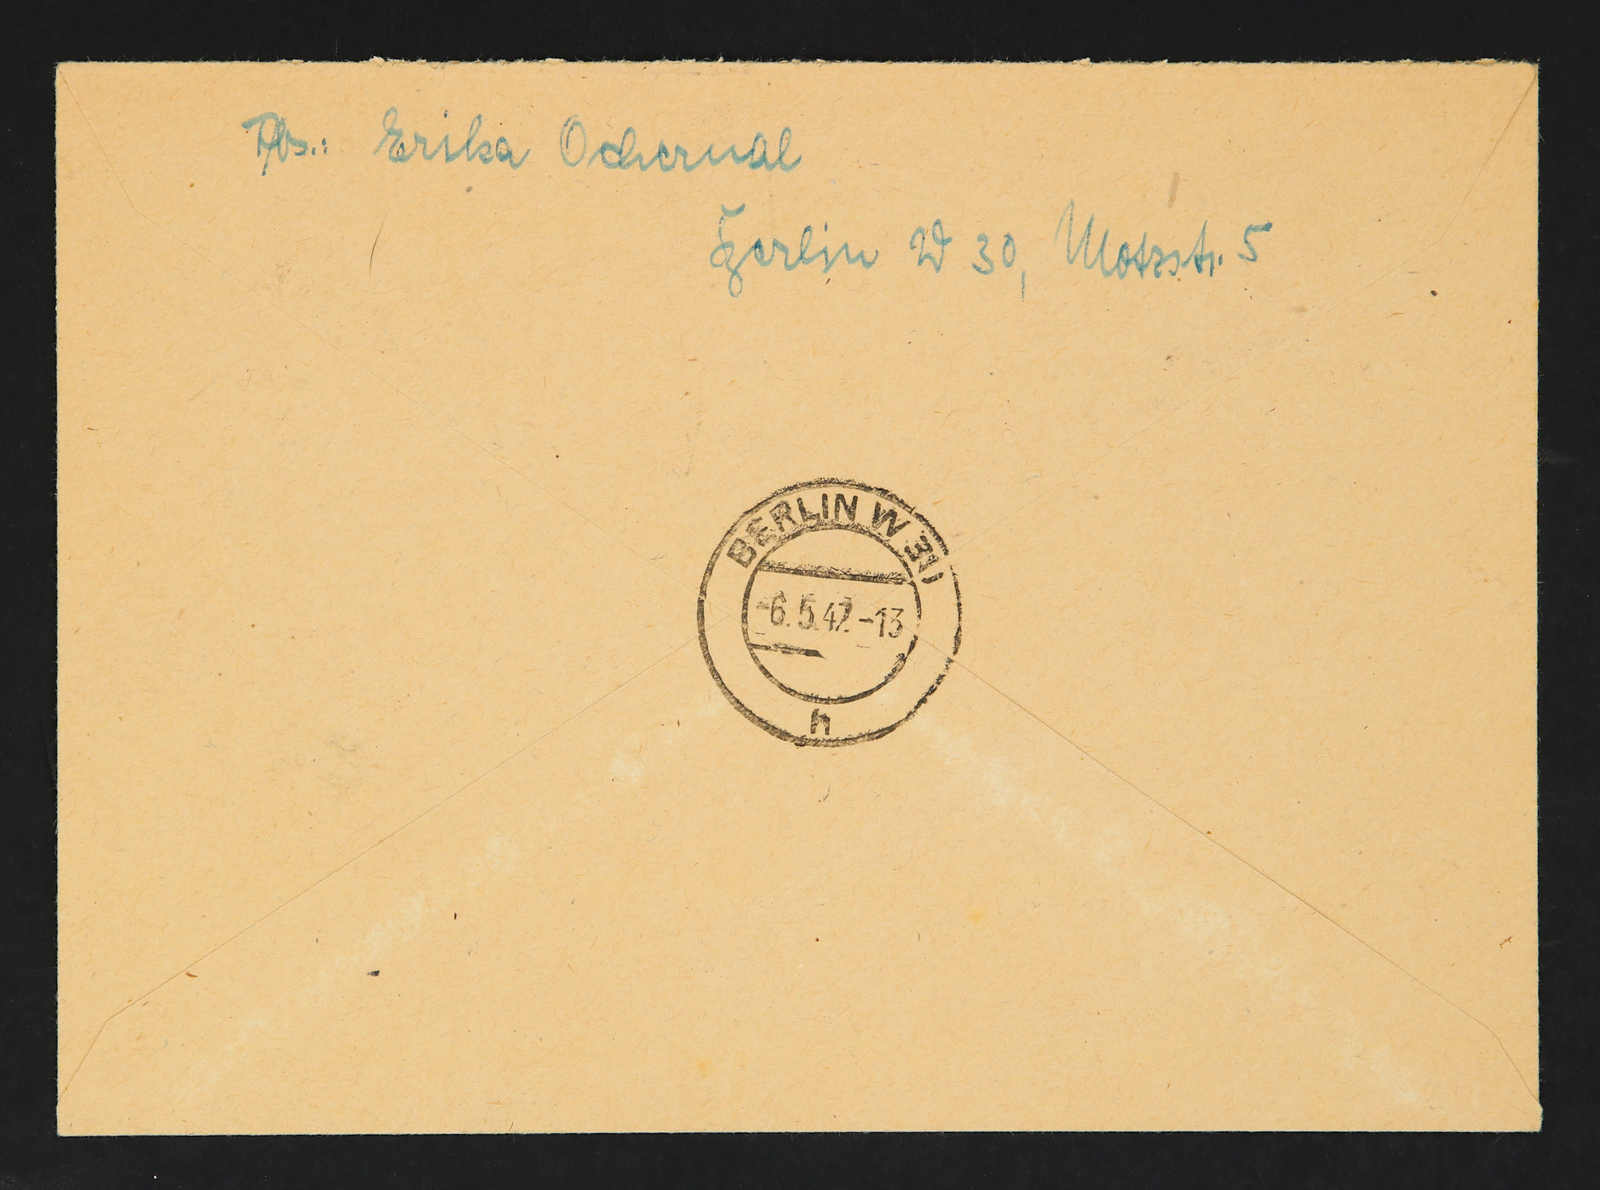 Abs.: Erika Ochernal
Berlin W 30, Motzstr. 5
BERLIN W 30
-6.5.47.-13
h